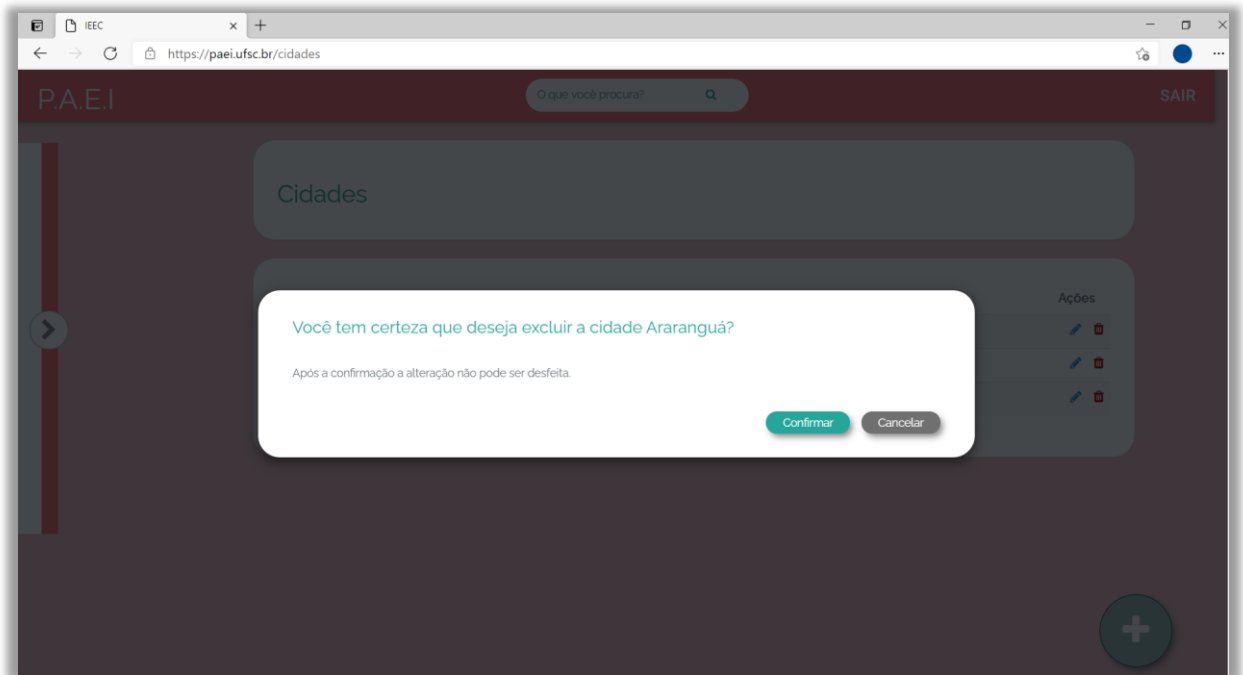 IEEC
https://paei.ufsc.br/cidades
P.A.E.I
O que você procura?
SAIR
Cidades
Ações
Você tem certeza que deseja excluir a cidade Araranguá?
Após a confirmação a alteração não pode ser desfeita.
Confirmar
Cancelar